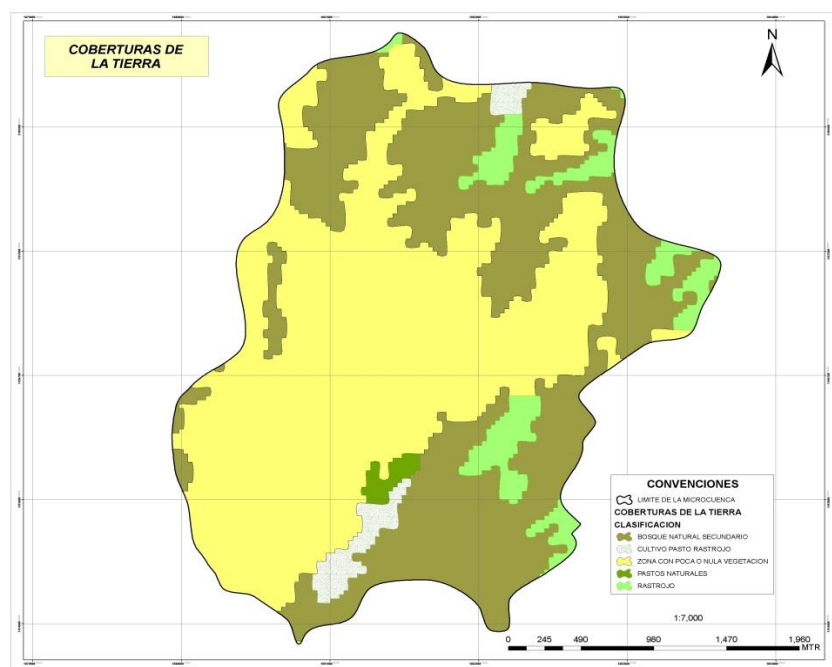 COBERTURAS DE
LA TIERRA
N
CONVENCIONES
LIMITE DE LA MICROCUENCA
COBERTURAS DE LA TIERRA
CLASIFICACION
BOSQUE NATURAL SECUNDARIO
CULTIVO PASTO RASTROJO
ZONA CON POCA O NULA VEGETACION
PASTOS NATURALES
RASTROJO
1:7,000
0 245 490 980 1,470 1,960
MTR